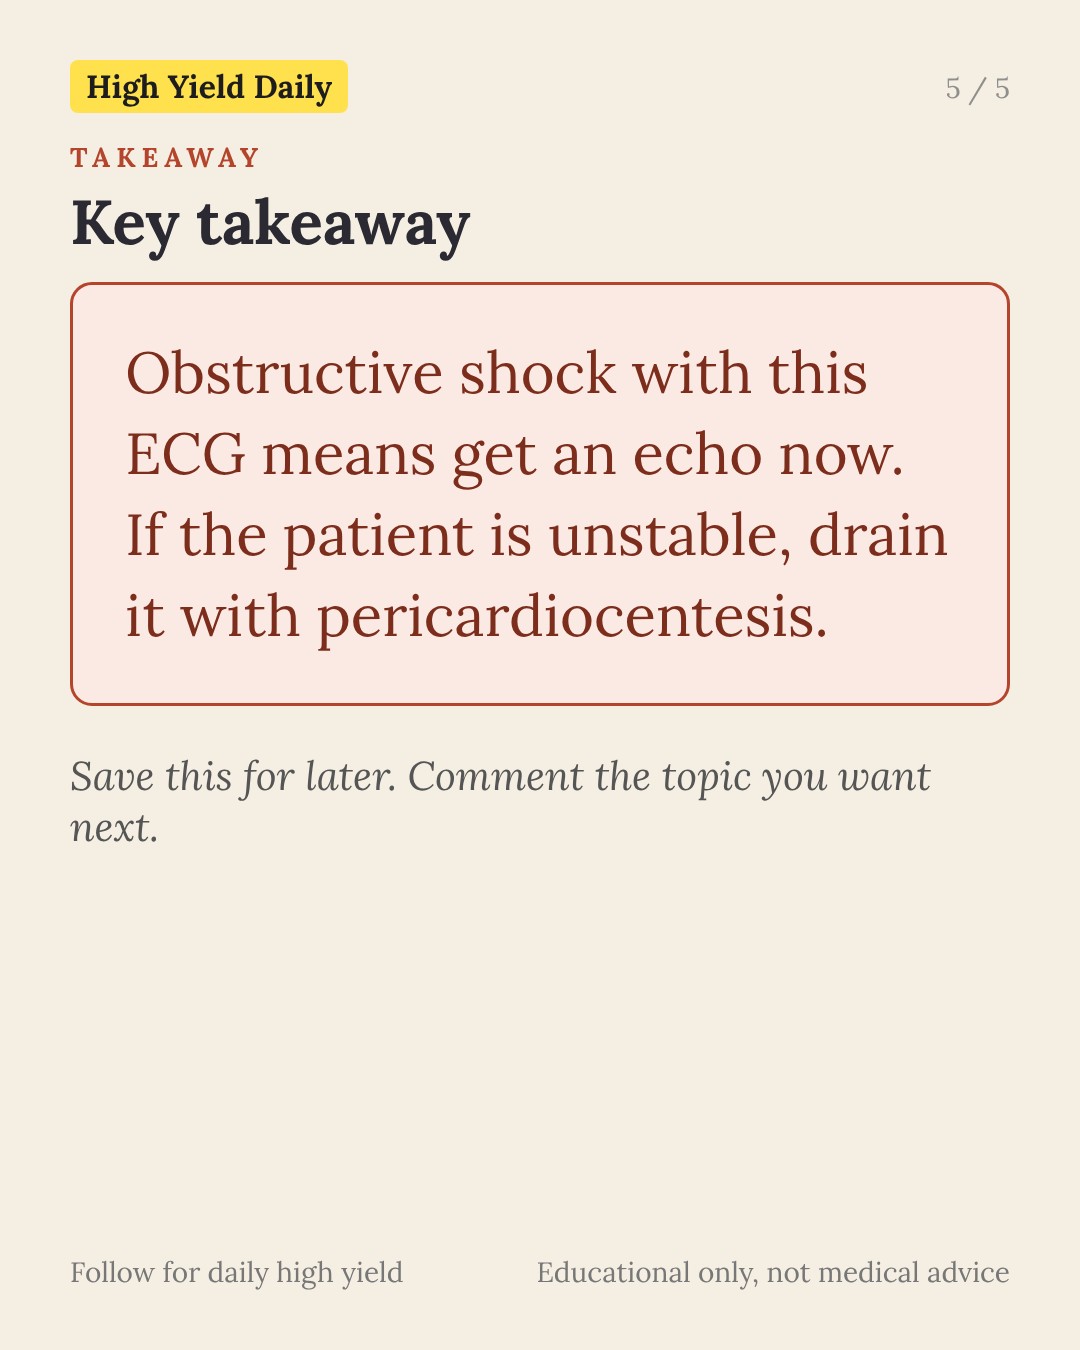 High Yield Daily
5 / 5
TAKEAWAY
Key takeaway
Obstructive shock with this
ECG means get an echo now.
If the patient is unstable, drain
it with pericardiocentesis.
Save this for later. Comment the topic you want
next.
Follow for daily high yield
Educational only, not medical advice